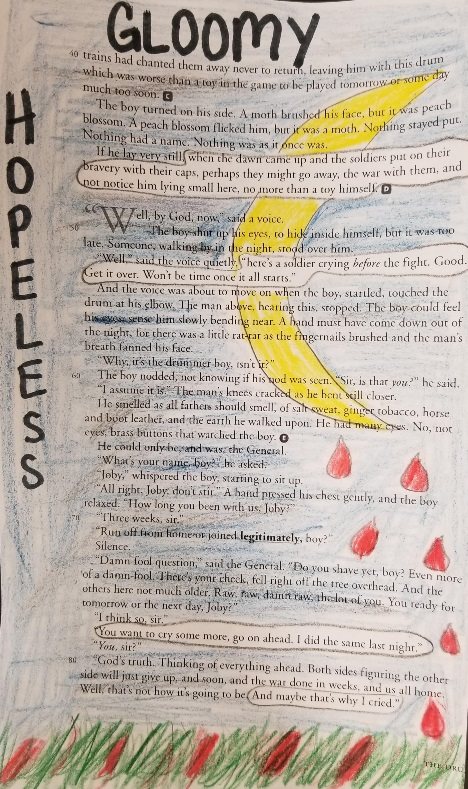 GLOOMY
HOPELESS
40 trains had chanted them away never to return, leaving him with this drum
which was worse than a toy in the game to be played tomorrow or some day
much too soon. C
The boy turned on his side. A moth brushed his face, but it was peach
blossom. A peach blossom flicked him, but it was a moth. Nothing stayed put.
Nothing had a name. Nothing was as it once was.
If he lay very still, when the dawn came up and the soldiers put on their
bravery with their caps, perhaps they might go away, the war with them, and
not notice him lying small here, no more than a toy himself. D
“Well, by God, now,” said a voice.
50 The boy shut up his eyes, to hide inside himself, but it was too
late. Someone, walking by in the night, stood over him.
“Well,” said the voice quietly, “here’s a soldier crying before the fight. Good.
Get it over. Won’t be time once it all starts.”
And the voice was about to move on when the boy, startled, touched the
drum at his elbow. The man above, hearing this, stopped. The boy could feel
his eyes, sense him slowly bending near. A hand must have come down out of
the night, for there was a little rat-tat as the fingernails brushed and the man’s
breath fanned his face.
“Why, it’s the drummer boy, isn’t it?”
60 The boy nodded, not knowing if his nod was seen. “Sir, is that you?” he said.
“I assume it is.” The man’s knees cracked as he bent still closer.
He smelled as all fathers should smell, of salt sweat, ginger tobacco, horse
and boot leather, and the earth he walked upon. He had many eyes. No, not
eyes, brass buttons that watched the boy. E
He could only be, and was, the General.
“What’s your name, boy?” he asked.
“Joby,” whispered the boy, starting to sit up.
“All right, Joby, don’t stir.” A hand pressed his chest gently, and the boy
relaxed. “How long you been with us, Joby?”
70 “Three weeks, sir.”
“Run off from home or joined legitimately, boy?”
Silence.
“Damn-fool question,” said the General. “Do you shave yet, boy? Even more
of a damn-fool. There’s your cheek, fell right off the tree overhead. And the
others here not much older. Raw, raw, damn raw, the lot of you. You ready for
tomorrow or the next day, Joby?”
“I think so, sir.”
“You want to cry some more, go on ahead. I did the same last night.”
“You, sir?”
80 “God’s truth. Thinking of everything ahead. Both sides figuring the other
side will just give up, and soon, and the war done in weeks, and us all home.
Well, that’s not how it’s going to be. And maybe that’s why I cried.”
THE DRU